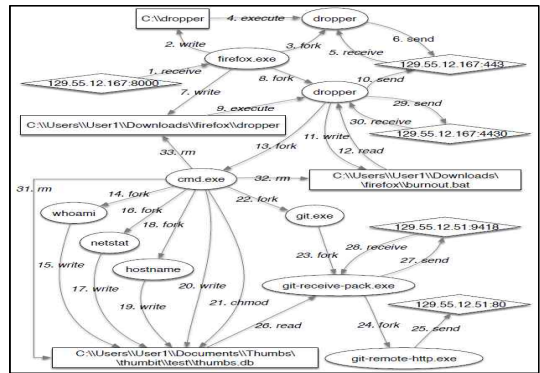 C:\\dropper
4. execute
dropper
2. write
3. fork
6. send
5. receive
firefox.exe
129.55.12.167:443
1. receive
129.55.12.167:8000
8. fork
10. send
7. write
dropper
29. send
9. execute
30. receive
C:\\Users\\User1\\Downloads\\firefox\\dropper
129.55.12.167:4430
11. write
13. fork
12. read
33. rm
31. rm
cmd.exe
32. rm
C:\\Users\\User1\\Downloads\
\firefox\\burnout.bat
14. fork
16. fork
22. fork
whoami
18. fork
git.exe
129.55.12.51:9418
netstat
28. receive
15. write
23. fork
27. send
hostname
17. write
20. write
git-receive-pack.exe
19. write
21. chmod
129.55.12.51:80
26. read
24. fork
25. send
C:\\Users\\User1\\Documents\\Thumbs\
\thumbit\\test\\thumbs.db
git-remote-http.exe